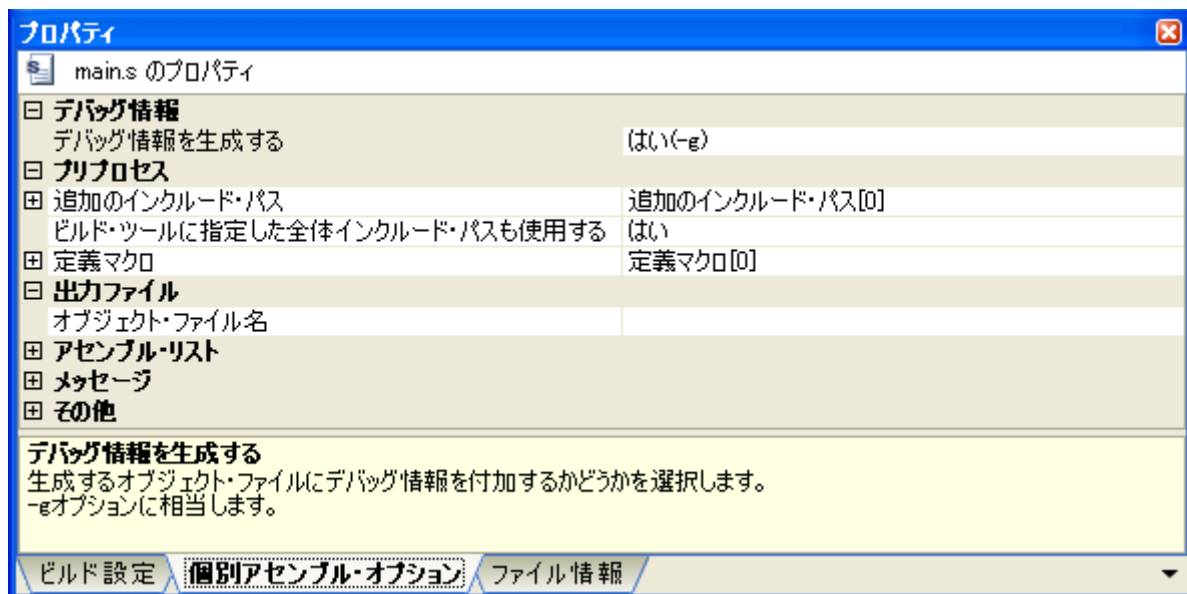 プロパティ
main.s のプロパティ
デバッグ情報
デバッグ情報を生成する はい(-g)
プリプロセス
追加のインクルード・パス 追加のインクルード・パス[0]
ビルド・ツールに指定した全体インクルード・パスも使用する はい
定義マクロ 定義マクロ[0]
出力ファイル
オブジェクト・ファイル名
アセンブル・リスト
メッセージ
その他
デバッグ情報を生成する
生成するオブジェクト・ファイルにデバッグ情報を付加するかどうかを選択します。
-gオプションに相当します。
ビルド設定 個別アセンブル・オプション ファイル情報